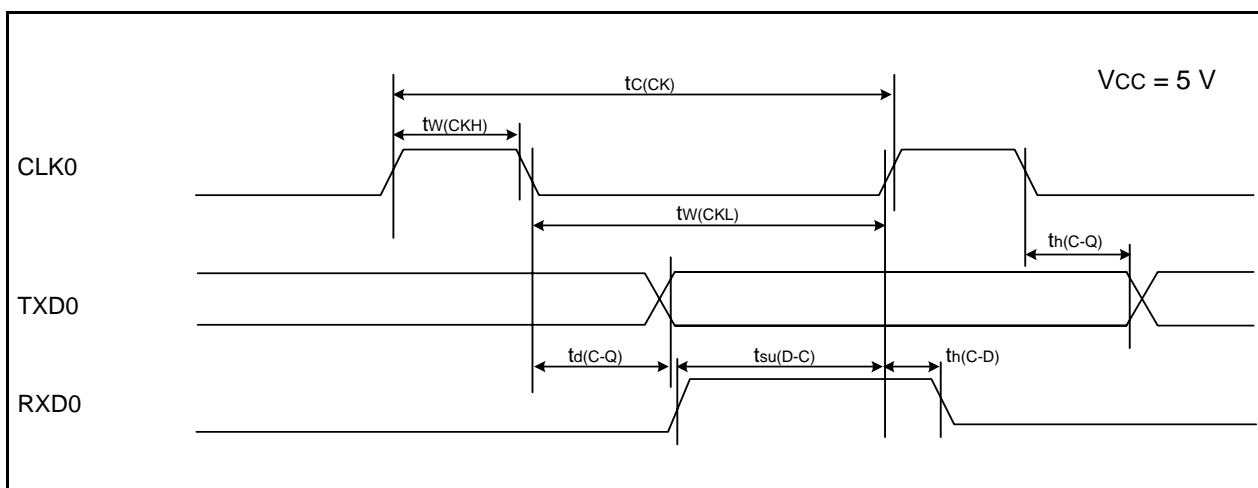 VCC = 5 V
tC(CK)
tW(CKH)
CLK0
tW(CKL)
th(C-Q)
TXD0
td(C-Q)
tsu(D-C)
th(C-D)
RXD0